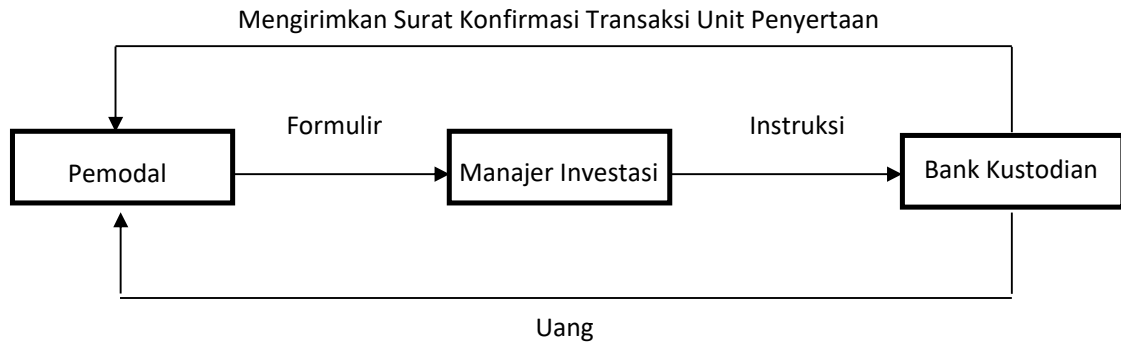 Mengirimkan Surat Konfirmasi Transaksi Unit Penyertaan
Formulir
Instruksi
Pemodal
Manajer Investasi
Bank Kustodian
Uang